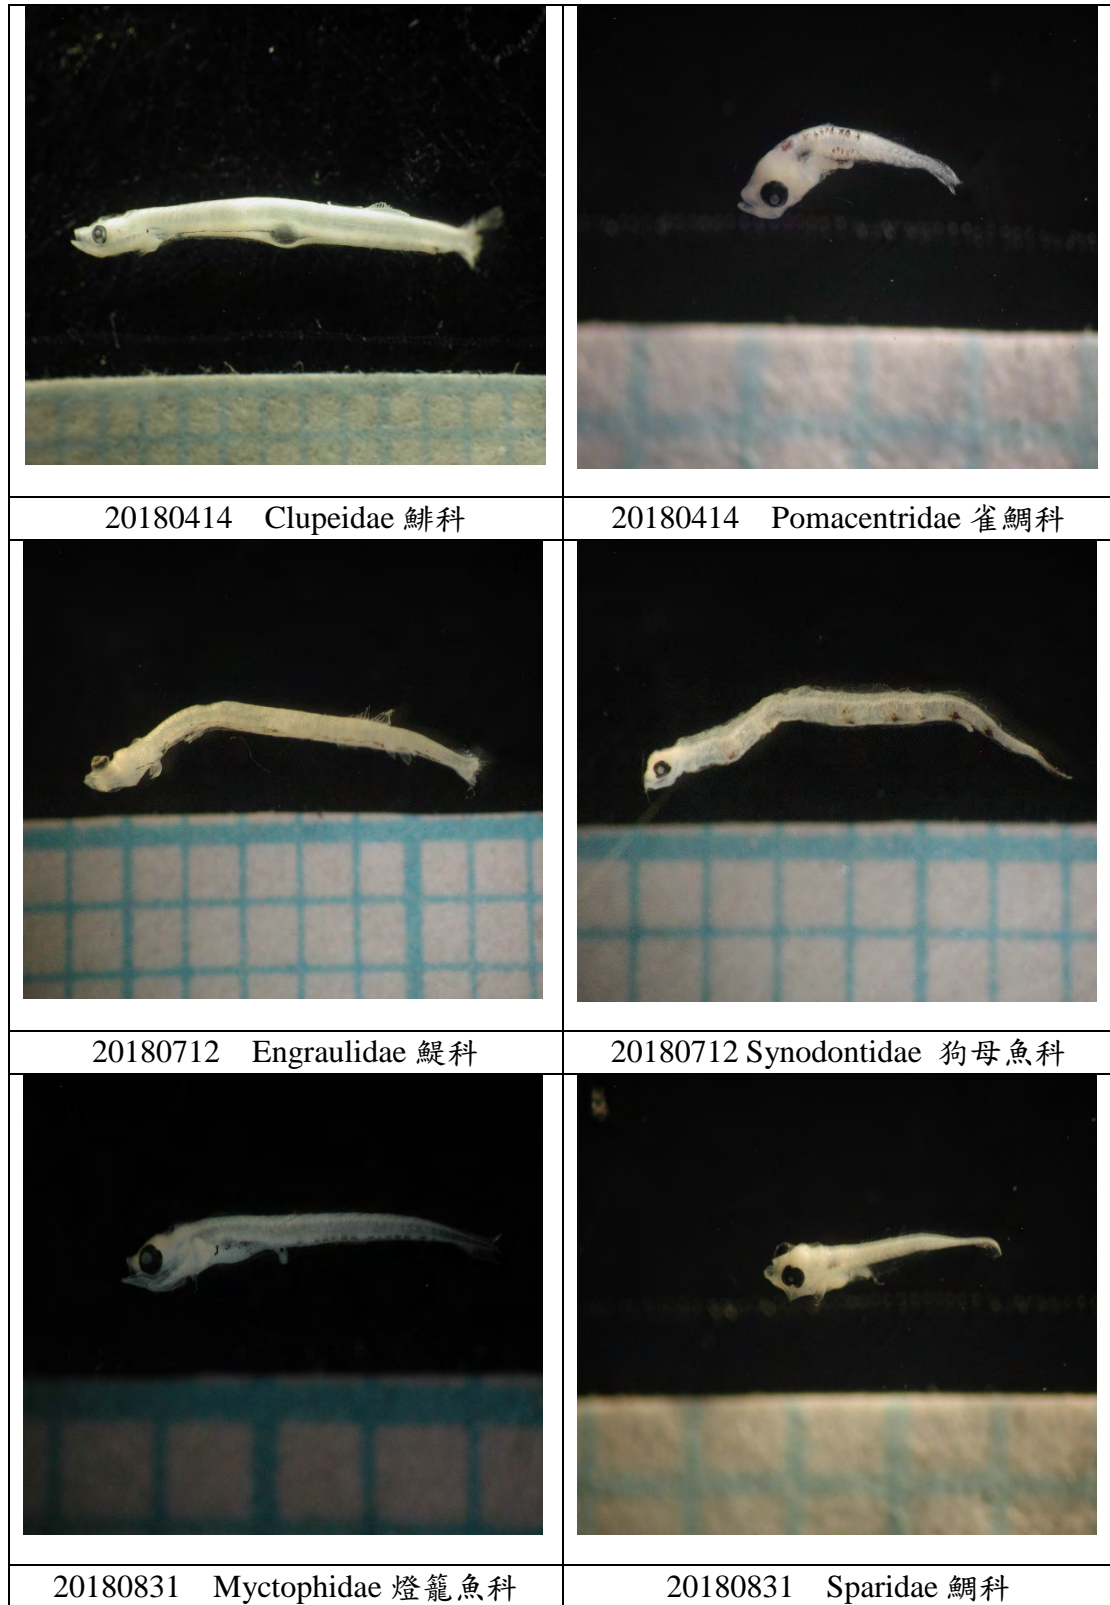 20180414 Clupeidae 鯡科
20180414 Pomacentridae 雀鯛科
20180712 Engraulidae 鯷科
20180712 Synodontidae 狗母魚科
20180831 Myctophidae 燈籠魚科
20180831 Sparidae 鯛科